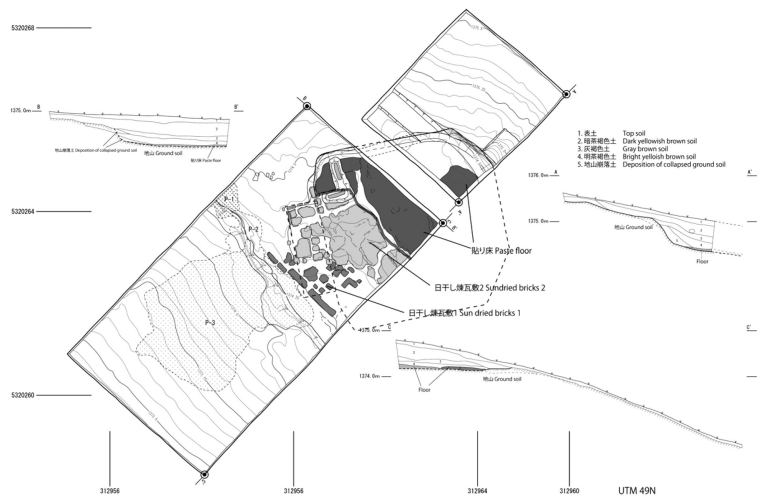 5320268
B
1375.0m
B
B'
地山崩落土 Deposition of collapsed ground soil
地山 Ground soil
貼り床 Paste floor
1. 表土 Top soil
2. 暗茶褐色土 Dark yellowish brown soil
3. 灰褐色土 Gray brown soil
4. 明茶褐色土 Bright yelloish brown soil
5. 地山崩落土 Deposition of collapsed ground soil
1376.0m
A
A'
1375.0m
地山 Ground soil
Floor
5320264
P-1
P-2
B'
貼り床 Paste floor
日干し煉瓦敷2 Sundried bricks 2
日干し煉瓦敷1 Sun dried bricks 1
P-3
1375.0m
C
C'
1374.0m
地山 Ground soil
Floor
5320260
312956
312956
312964
312960
UTM 49N